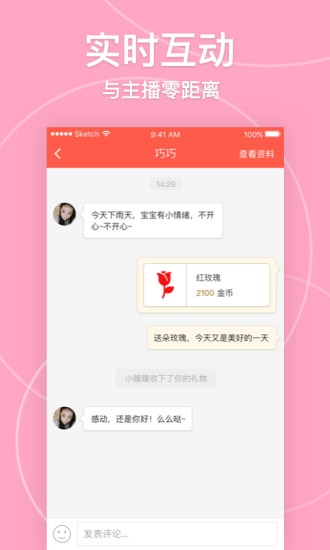 实时互动
与主播零距离
Sketch
9:41 AM
100%
巧巧
查看资料
14:29
今天下雨天，宝宝有小情绪，不开
心~不开心~
红玫瑰
2100 金币
送朵玫瑰，今天又是美好的一天
小瞳瞳收下了你的礼物
感动，还是你好！么么哒~
发表评论...